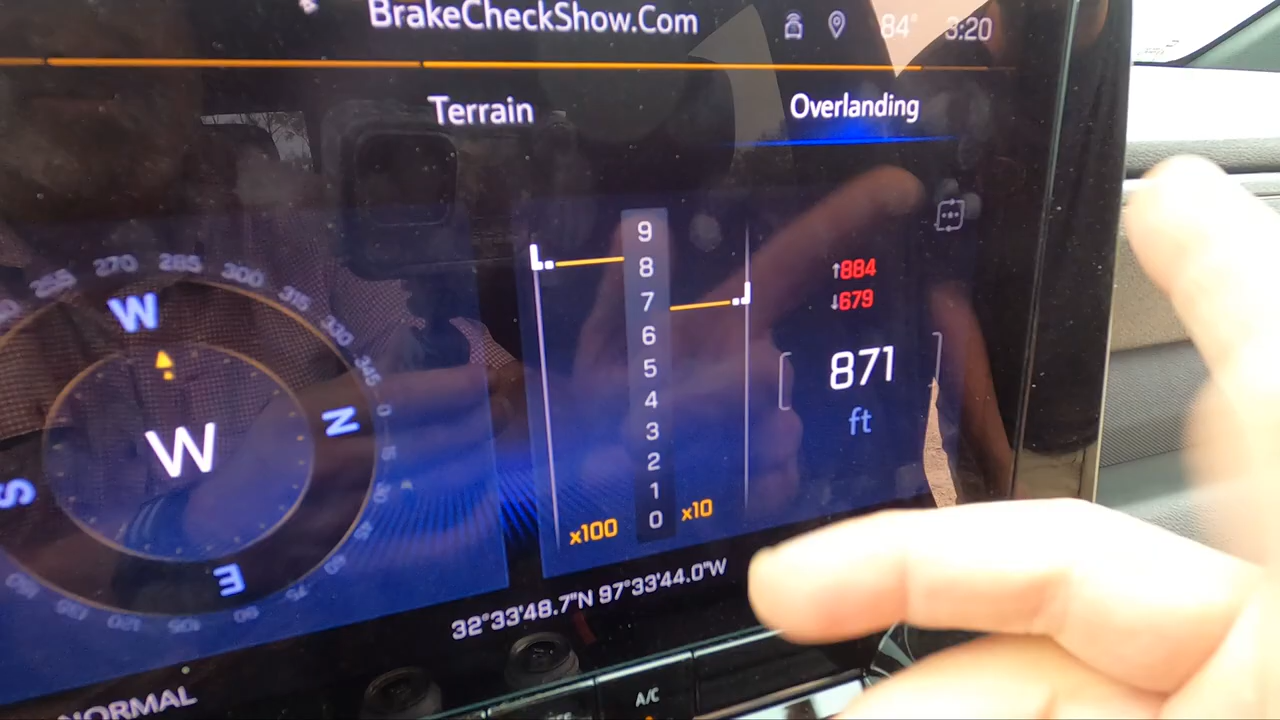 BrakeCheckShow.Com
84° 3:20
Terrain
Overlanding
255 270 285 300 315 330 345 0
W
N
E
S
W
9
8
7
6
5
4
3
2
1
0
x100
x10
↑884
↓679
871
ft
32°33'48.7"N 97°33'44.0"W
NORMAL
A/C